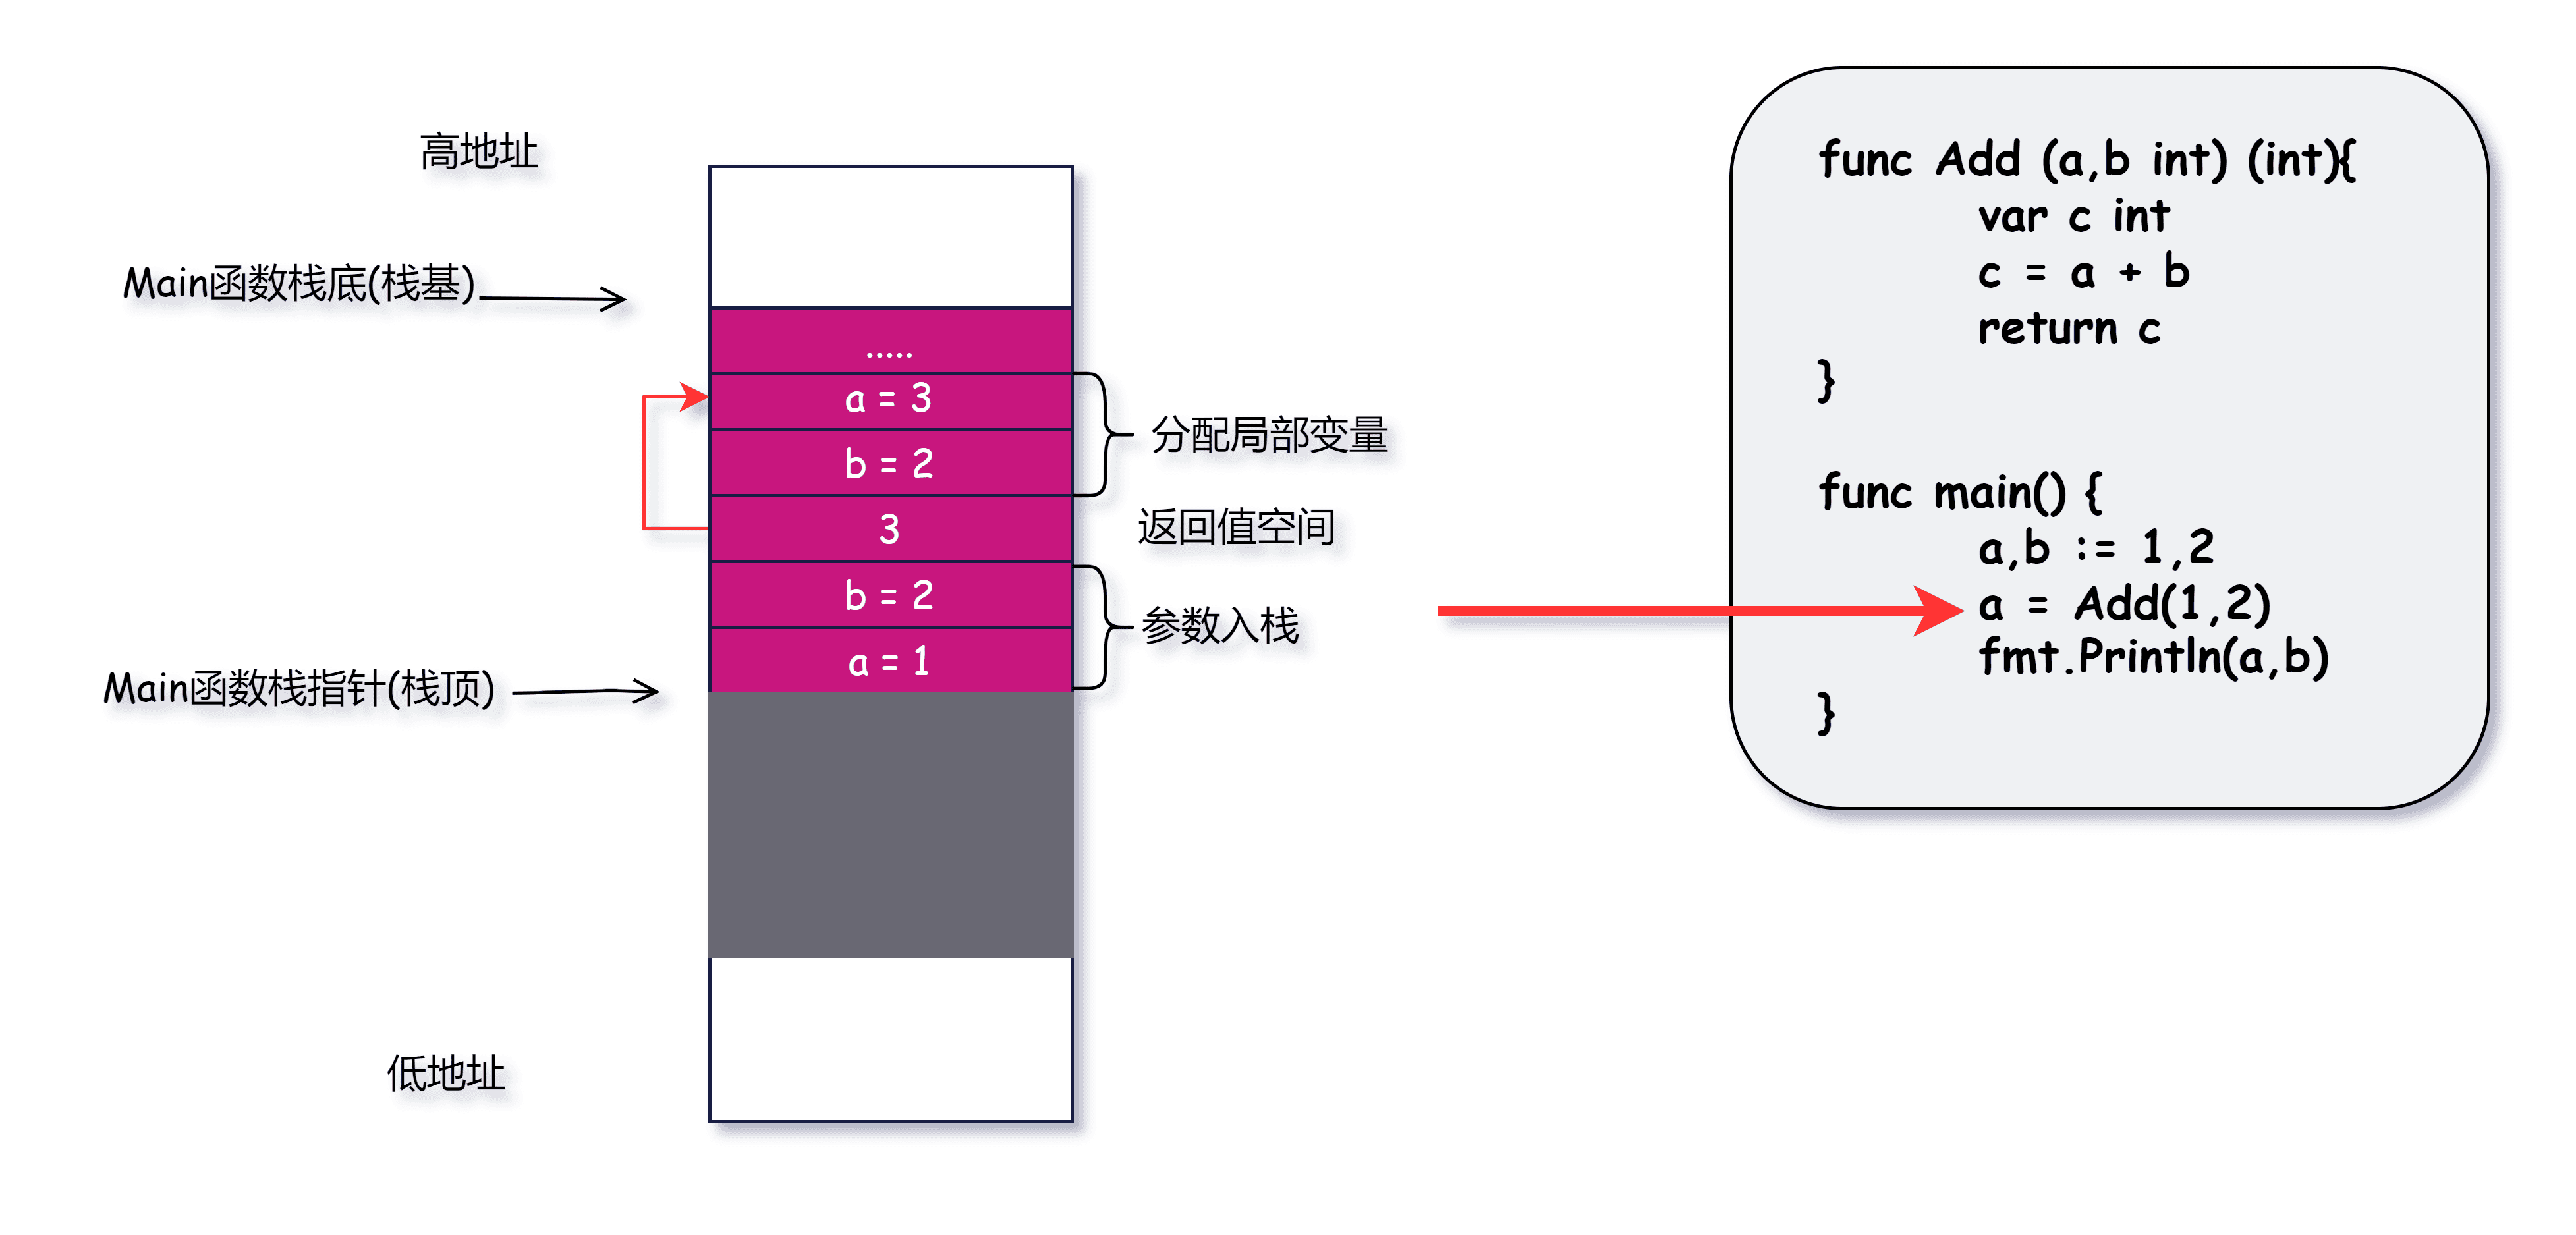 高地址
Main函数栈底(栈基)
.....
a = 3
b = 2
分配局部变量
3
返回值空间
b = 2
参数入栈
a = 1
Main函数栈指针(栈顶)
低地址
func Add (a,b int) (int){
var c int
c = a + b
return c
}
func main() {
a,b := 1,2
a = Add(1,2)
fmt.Println(a,b)
}